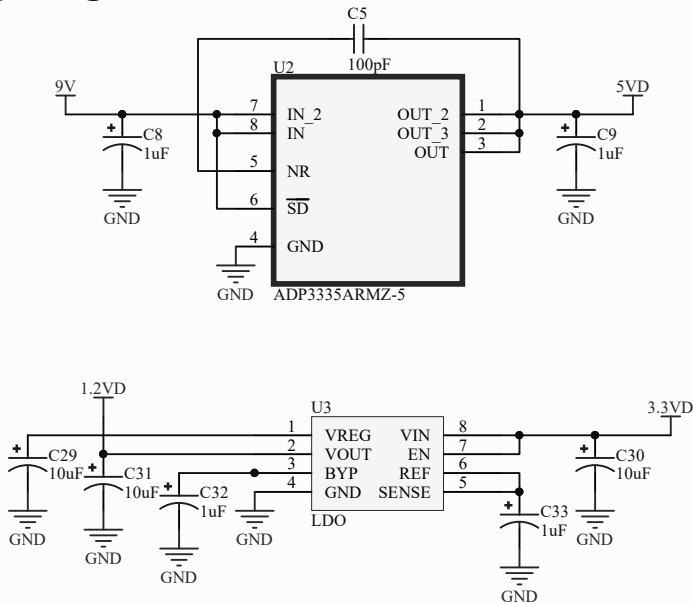 C5
100pF
U2
9V
5VD
7 IN_2 OUT_2 1
8 IN OUT_3 2
OUT 3
5 NR
6 SD
4 GND
+ C8
1uF
GND
+ C9
1uF
GND
GND
ADP3335ARMZ-5
1.2VD
U3
3.3VD
1 VREG VIN 8
2 VOUT EN 7
3 BYP REF 6
4 GND SENSE 5
LDO
+ C29
10uF
GND
+ C31
10uF
GND
+ C32
1uF
GND
GND
+ C33
1uF
GND
+ C30
10uF
GND